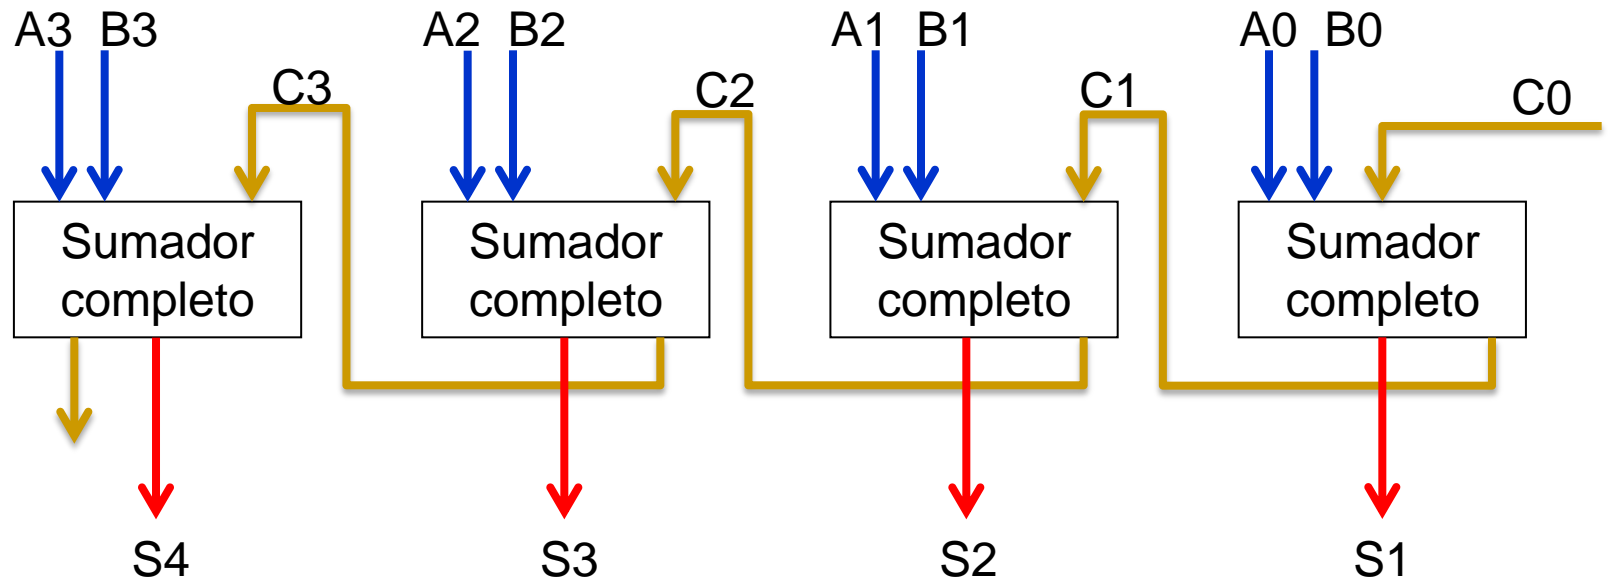 A3 B3 A2 B2 A1 B1 A0 B0
C3 C2 C1 C0
Sumador
completo
Sumador
completo
Sumador
completo
Sumador
completo
S4 S3 S2 S1